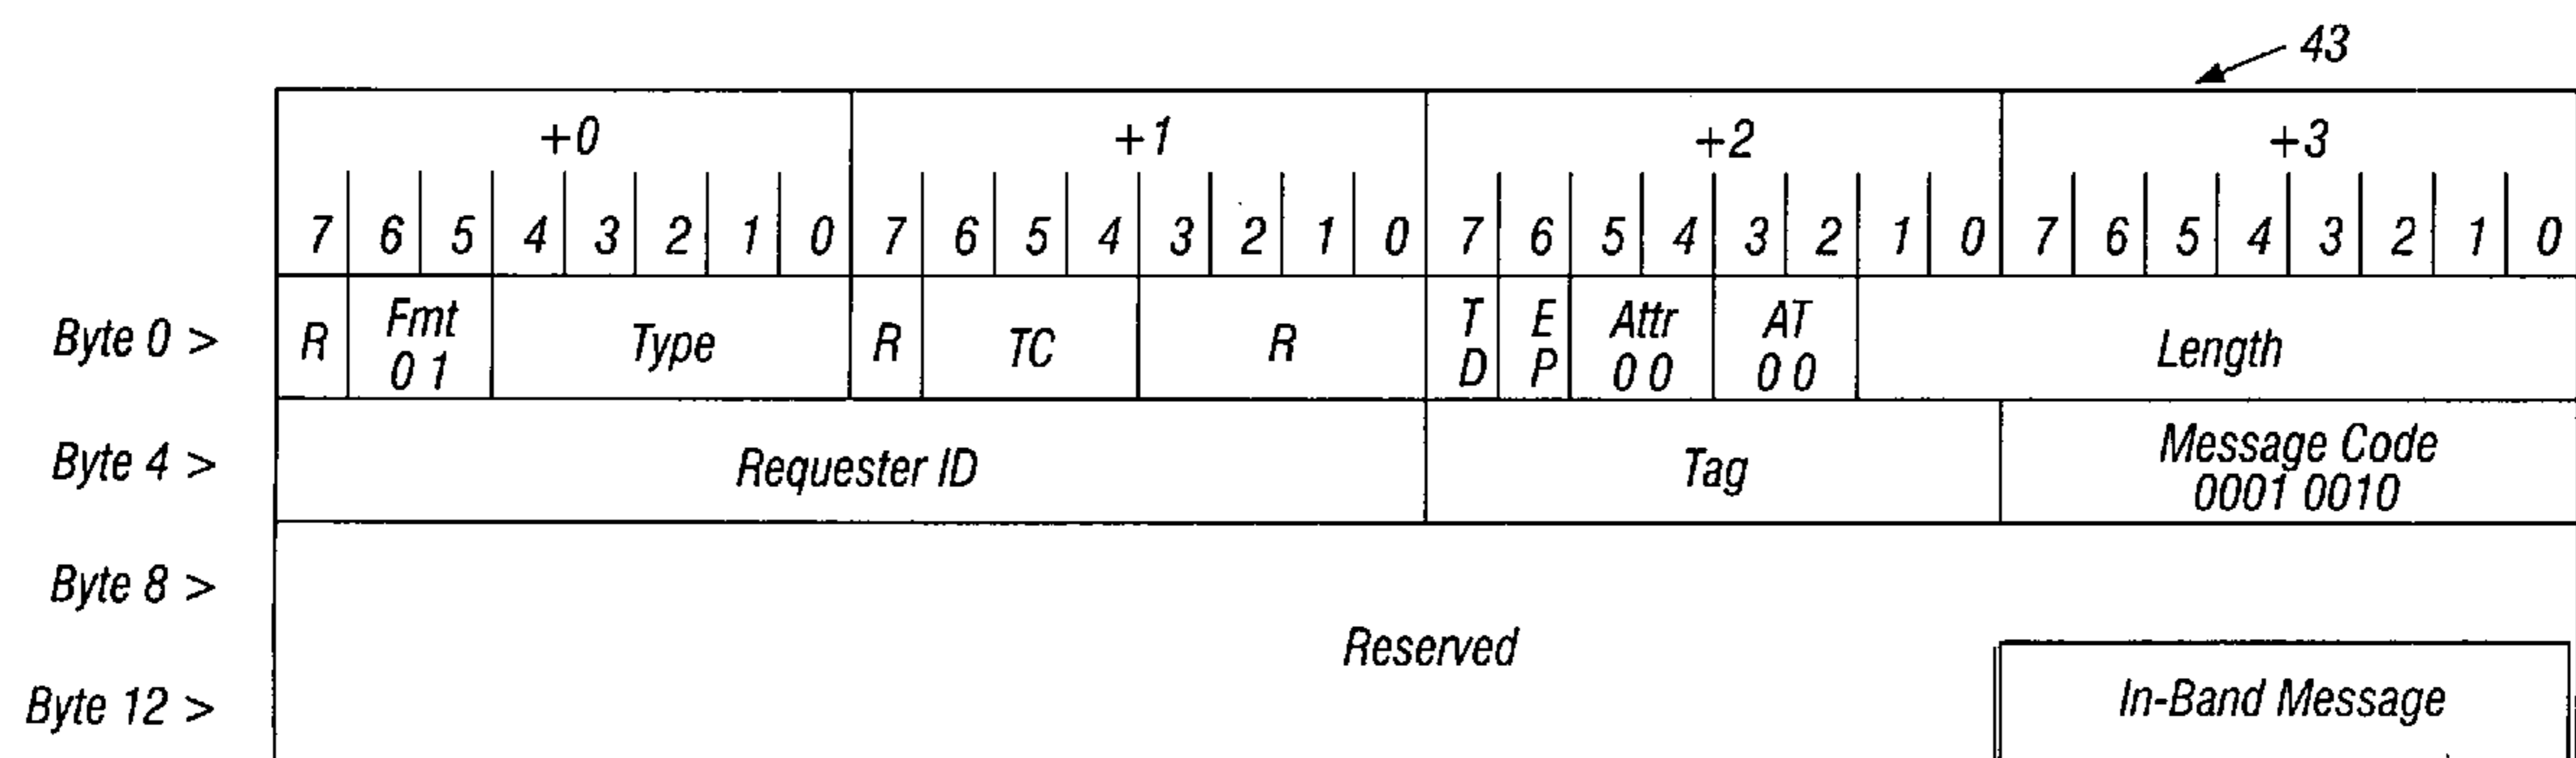 43
+0 +1 +2 +3
7 6 5 4 3 2 1 0 7 6 5 4 3 2 1 0 7 6 5 4 3 2 1 0 7 6 5 4 3 2 1 0
Byte 0 > R Fmt 0 1 Type R TC R T D E P Attr 0 0 AT 0 0 Length
Byte 4 > Requester ID Tag Message Code 0001 0010
Byte 8 >
Reserved
Byte 12 > In-Band Message